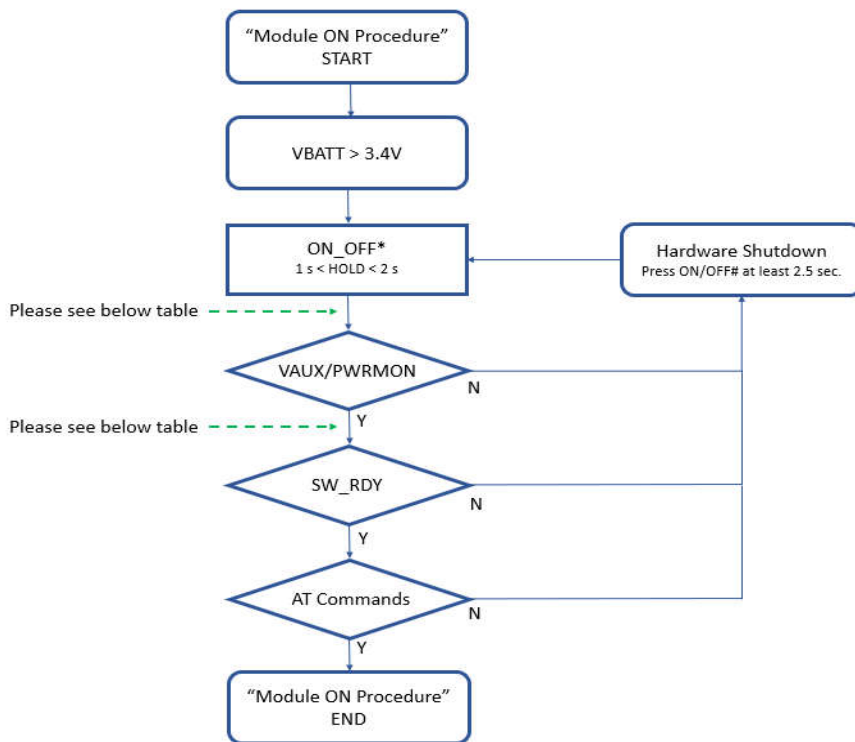 “Module ON Procedure”
START
VBATT > 3.4V
ON_OFF*
1 s < HOLD < 2 s
Hardware Shutdown
Press ON/OFF# at least 2.5 sec.
Please see below table
VAUX/PWRMON
N
Y
Please see below table
SW_RDY
N
Y
AT Commands
N
Y
“Module ON Procedure”
END